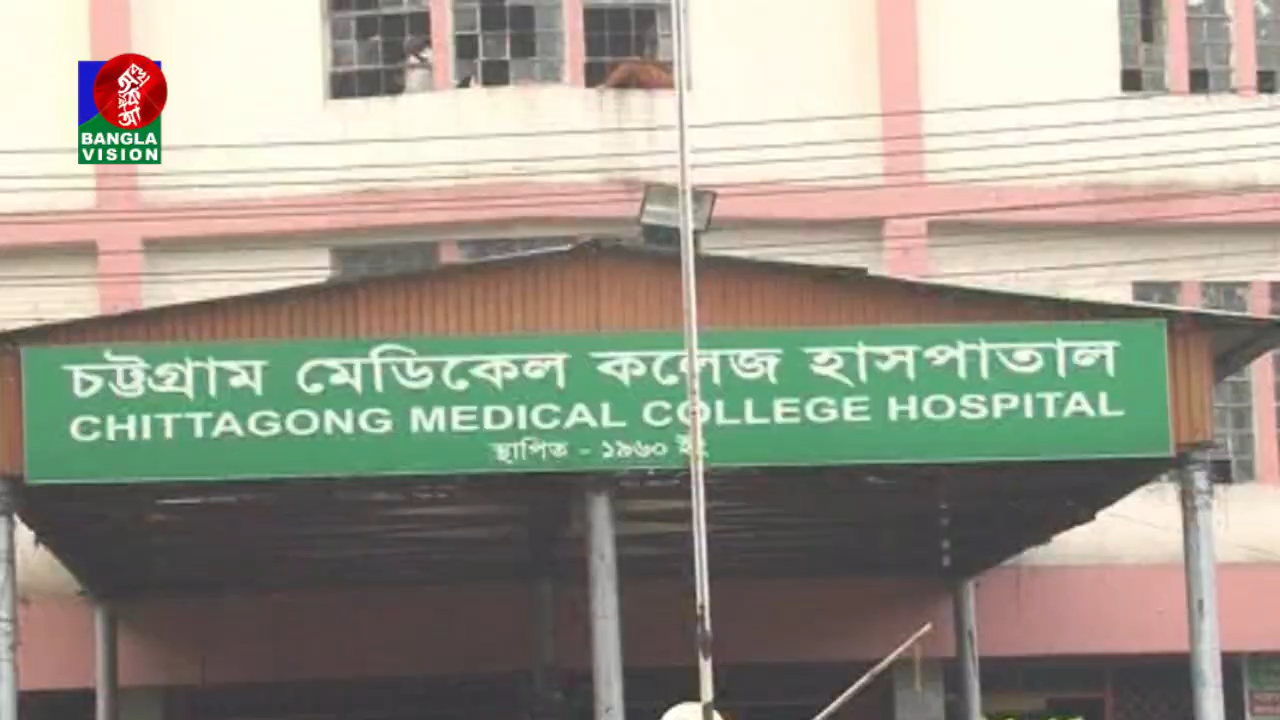 BANGLA
VISION
চট্টগ্রাম মেডিকেল কলেজ হাসপাতাল
CHITTAGONG MEDICAL COLLEGE HOSPITAL
স্থাপিত - ১৯৬০ ইং